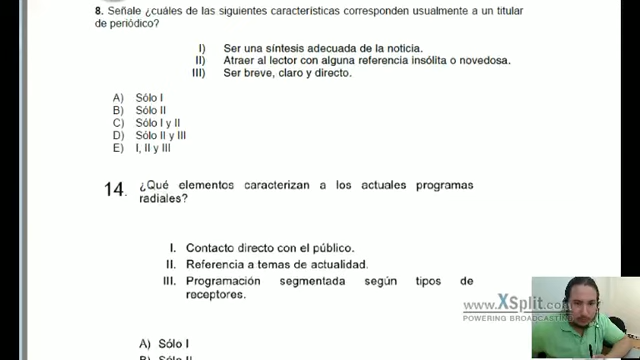 8. Señale ¿cuáles de las siguientes características corresponden usualmente a un titular
de periódico?
I) Ser una síntesis adecuada de la noticia.
II) Atraer al lector con alguna referencia insólita o novedosa.
III) Ser breve, claro y directo.
A) Sólo I
B) Sólo II
C) Sólo I y II
D) Sólo II y III
E) I, II y III
14. ¿Qué elementos caracterizan a los actuales programas
radiales?
I. Contacto directo con el público.
II. Referencia a temas de actualidad.
III. Programación segmentada según tipos de
receptores.
www.XSplit.com
POWERING BROADCASTING
A) Sólo I
B) Sólo II